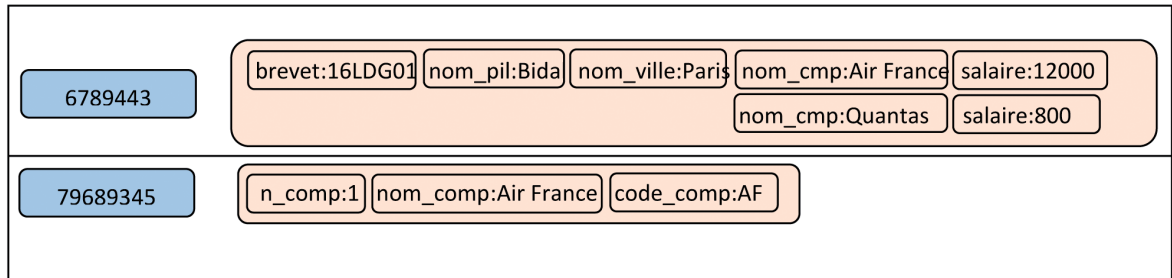 6789443
brevet:16LDG01 nom_pil:Bida nom_ville:Paris nom_cmp:Air France salaire:12000
nom_cmp:Quantas salaire:800
79689345
n_comp:1 nom_comp:Air France code_comp:AF